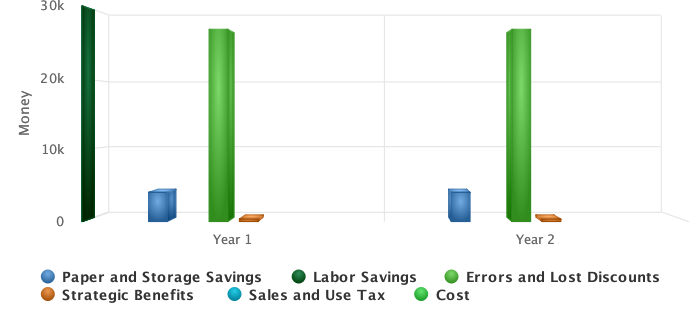 30k
20k
10k
0
Money
Year 1 Year 2
Paper and Storage Savings Labor Savings Errors and Lost Discounts
Strategic Benefits Sales and Use Tax Cost